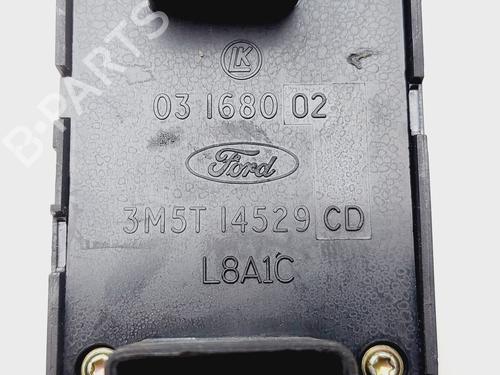 LK
03 1680 02
Ford
3M5T 14529 CD
L8A1C
B-PARTS